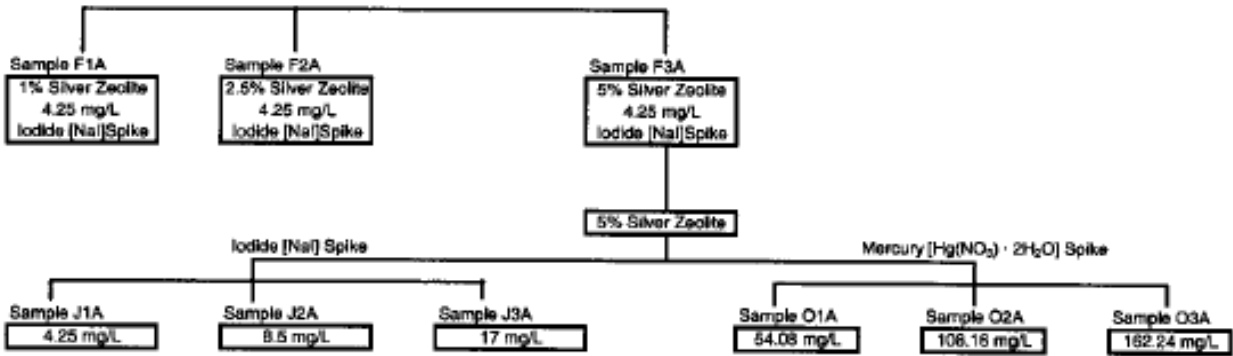 Sample F1A
1% Silver Zeolite
4.25 mg/L
Iodide [NaI]Spike
Sample F2A
2.5% Silver Zeolite
4.25 mg/L
Iodide [NaI]Spike
Sample F3A
5% Silver Zeolite
4.25 mg/L
Iodide [NaI]Spike
5% Silver Zeolite
Iodide [NaI] Spike
Mercury [Hg(NO₃) · 2H₂O] Spike
Sample J1A
4.25 mg/L
Sample J2A
8.5 mg/L
Sample J3A
17 mg/L
Sample O1A
54.08 mg/L
Sample O2A
108.16 mg/L
Sample O3A
162.24 mg/L